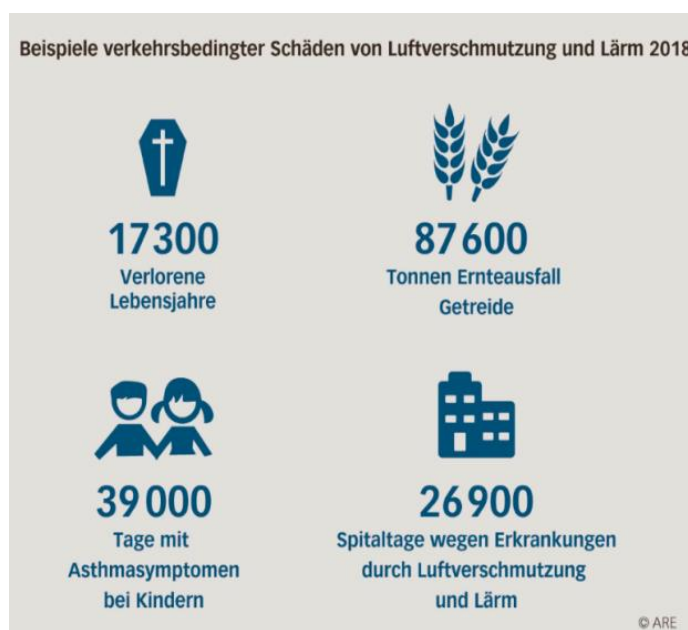 Beispiele verkehrsbedingter Schäden von Luftverschmutzung und Lärm 2018
17300
Verlorene
Lebensjahre
87600
Tonnen Ernteausfall
Getreide
39000
Tage mit
Asthmasymptomen
bei Kindern
26900
Spitaltage wegen Erkrankungen
durch Luftverschmutzung
und Lärm
© ARE